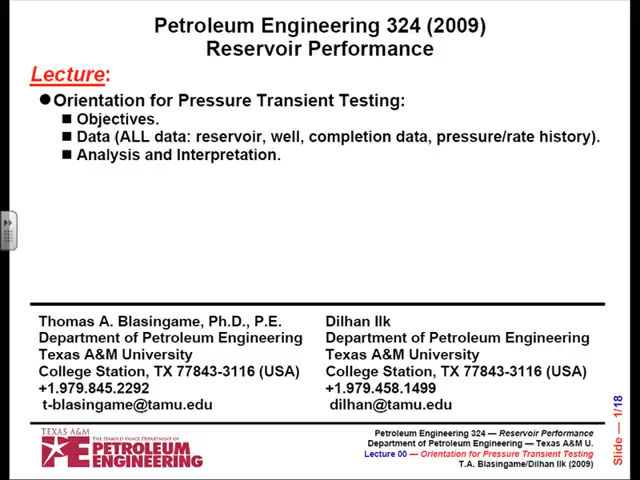 Petroleum Engineering 324 (2009)
Reservoir Performance
Lecture:
Orientation for Pressure Transient Testing:
Objectives.
Data (ALL data: reservoir, well, completion data, pressure/rate history).
Analysis and Interpretation.
Thomas A. Blasingame, Ph.D., P.E.
Department of Petroleum Engineering
Texas A&M University
College Station, TX 77843-3116 (USA)
+1.979.845.2292
t-blasingame@tamu.edu
Dilhan Ilk
Department of Petroleum Engineering
Texas A&M University
College Station, TX 77843-3116 (USA)
+1.979.458.1499
dilhan@tamu.edu
TEXAS A&M
THE HAROLD VANCE DEPARTMENT OF
PETROLEUM
ENGINEERING
Petroleum Engineering 324 — Reservoir Performance
Department of Petroleum Engineering — Texas A&M U.
Lecture 00 — Orientation for Pressure Transient Testing
T.A. Blasingame/Dilhan Ilk (2009)
Slide — 1/18